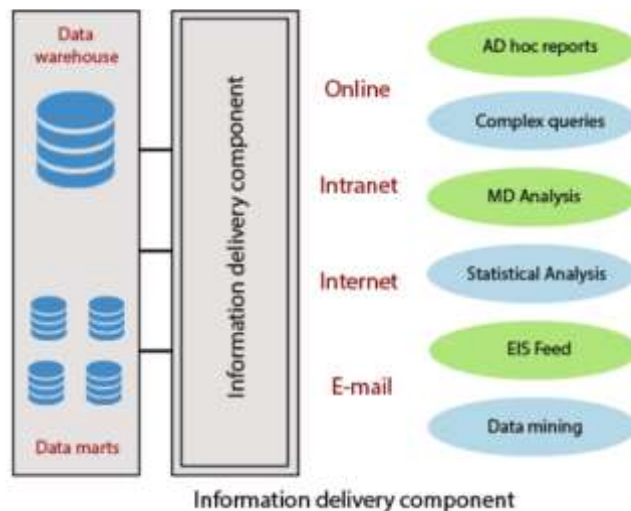 Data
warehouse
Data marts
Information delivery component
Online
Intranet
Internet
E-mail
AD hoc reports
Complex queries
MD Analysis
Statistical Analysis
EIS Feed
Data mining
Information delivery component